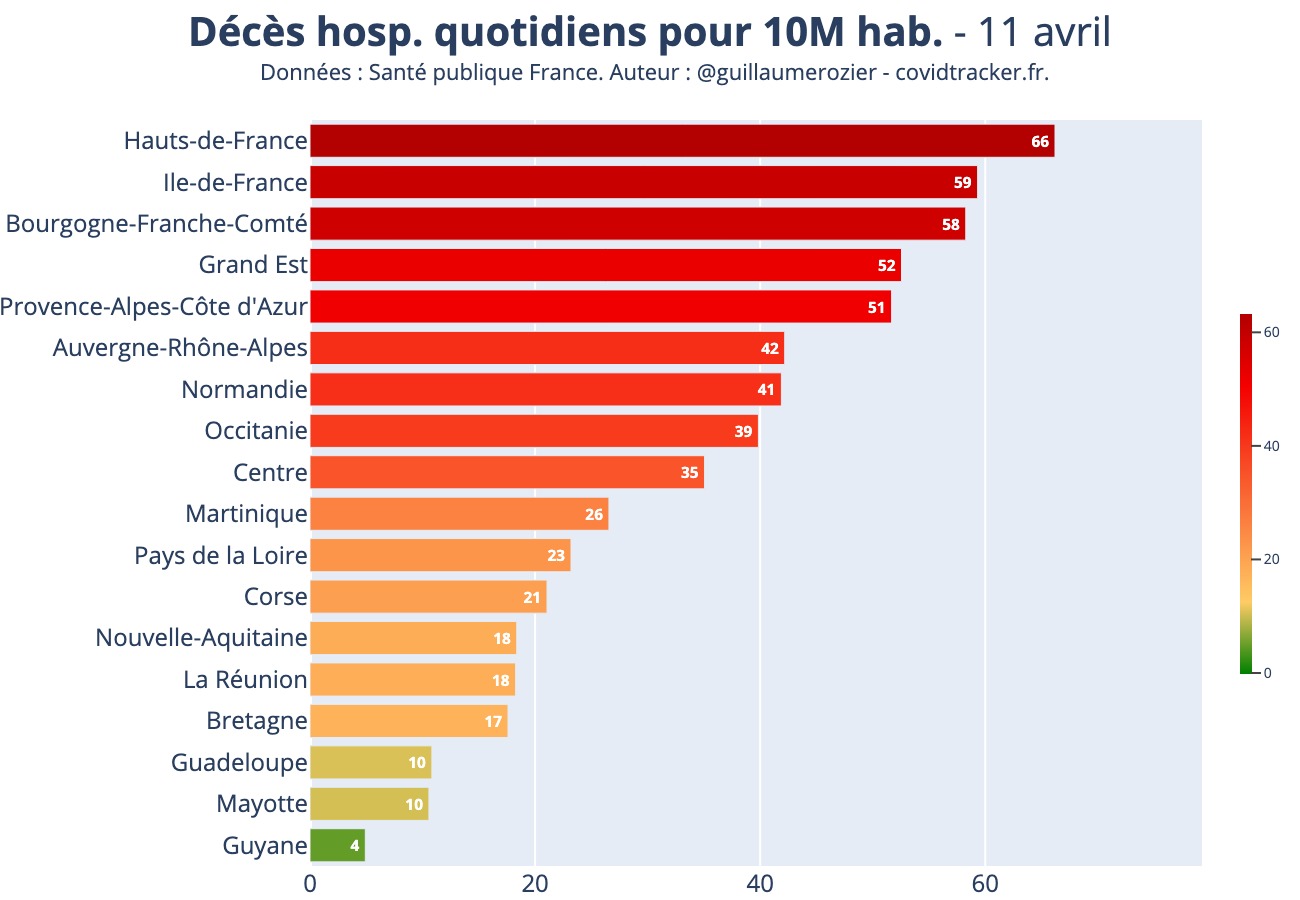 Décès hosp. quotidiens pour 10M hab. - 11 avril
Données : Santé publique France. Auteur : @guillaumerozier - covidtracker.fr.
Hauts-de-France 66
Ile-de-France 59
Bourgogne-Franche-Comté 58
Grand Est 52
Provence-Alpes-Côte d'Azur 51
Auvergne-Rhône-Alpes 42
Normandie 41
Occitanie 39
Centre 35
Martinique 26
Pays de la Loire 23
Corse 21
Nouvelle-Aquitaine 18
La Réunion 18
Bretagne 17
Guadeloupe 10
Mayotte 10
Guyane 4
0 20 40 60
60
40
20
0